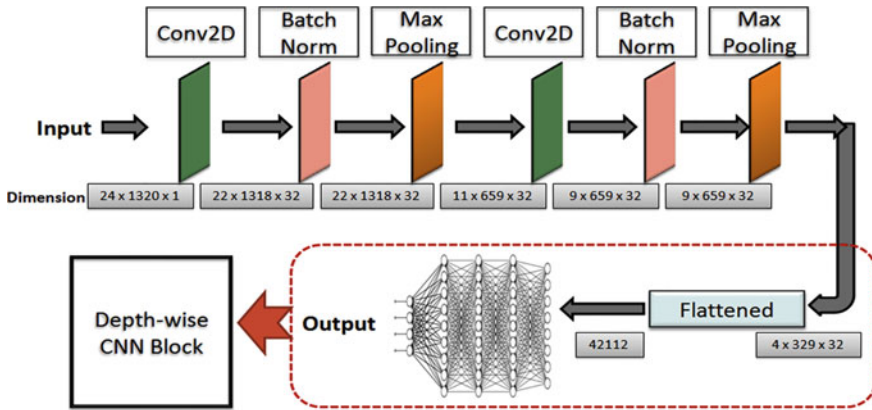 Conv2D
Batch
Norm
Max
Pooling
Conv2D
Batch
Norm
Max
Pooling
Input
Dimension
24 x 1320 x 1
22 x 1318 x 32
22 x 1318 x 32
11 x 659 x 32
9 x 659 x 32
9 x 659 x 32
Depth-wise
CNN Block
Output
Flattened
42112
4 x 329 x 32